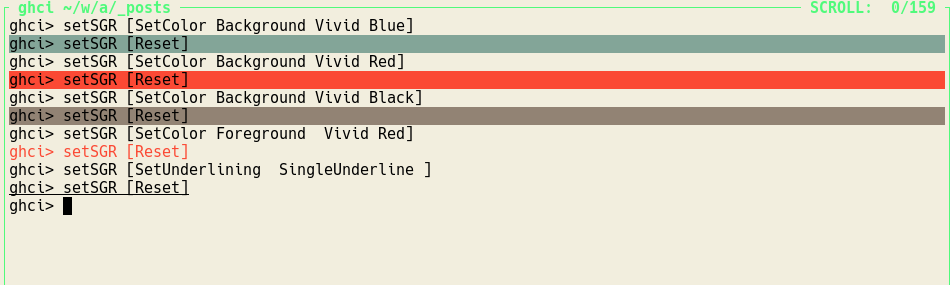 ghci ~/w/a/_posts SCROLL:  0/159
ghci> setSGR [SetColor Background Vivid Blue]
ghci> setSGR [Reset]
ghci> setSGR [SetColor Background Vivid Red]
ghci> setSGR [Reset]
ghci> setSGR [SetColor Background Vivid Black]
ghci> setSGR [Reset]
ghci> setSGR [SetColor Foreground  Vivid Red]
ghci> setSGR [Reset]
ghci> setSGR [SetUnderlining  SingleUnderline ]
ghci> setSGR [Reset]
ghci>